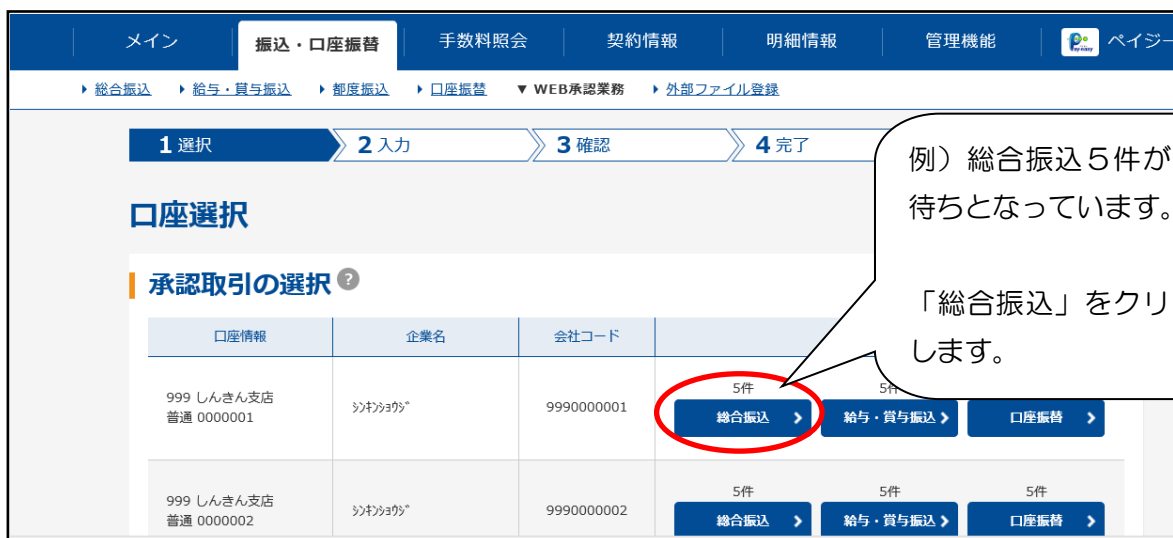 メイン 振込・口座振替 手数料照会 契約情報 明細情報 管理機能 Pay-easy ペイジー
総合振込 給与・賞与振込 都度振込 口座振替 ▼ WEB承認業務 外部ファイル登録
1 選択 2 入力 3 確認 4 完了
例）総合振込５件が
待ちとなっています。
「総合振込」をクリ
します。
口座選択
承認取引の選択 ?
口座情報 企業名 会社コード
999 しんきん支店
普通 0000001
ｼﾝｷﾝｼｮｳｼﾞ 9990000001
5件
総合振込 給与・賞与振込 口座振替
999 しんきん支店
普通 0000002
ｼﾝｷﾝｼｮｳｼﾞ 9990000002
5件 5件 5件
総合振込 給与・賞与振込 口座振替